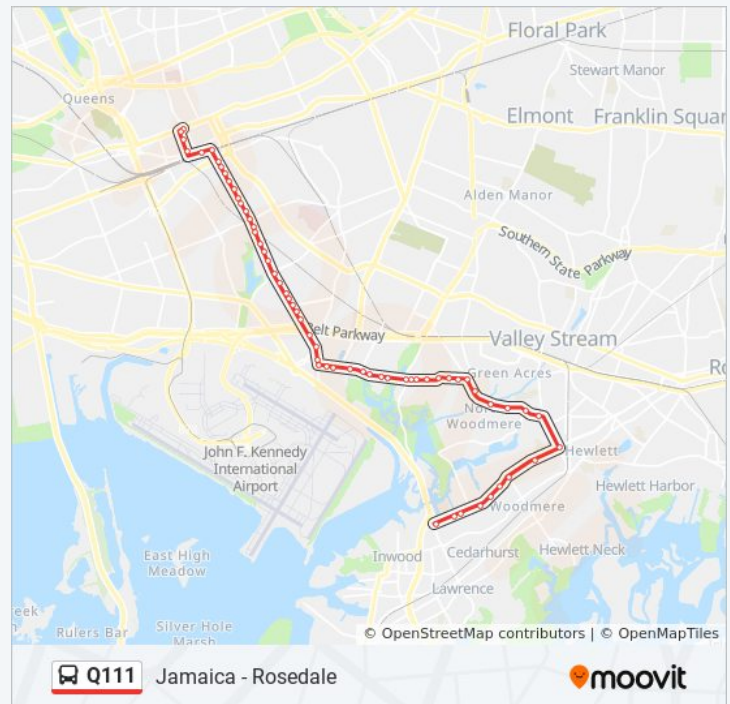 Floral Park
Stewart Manor
Queens
Elmont
Franklin Squar
Alden Manor
Southern State Parkway
Belt Parkway
Valley Stream
Green Acres
Woodmere
John F. Kennedy
International
Airport
Hewlett
Hewlett Harbor
Woodmere
East High
Meadow
Inwood
Cedarhurst
Hewlett Neck
Lawrence
eek
Rulers Bar
Silver Hole
Marsh
© OpenStreetMap contributors | © OpenMapTiles
Q111
Jamaica - Rosedale
moovit